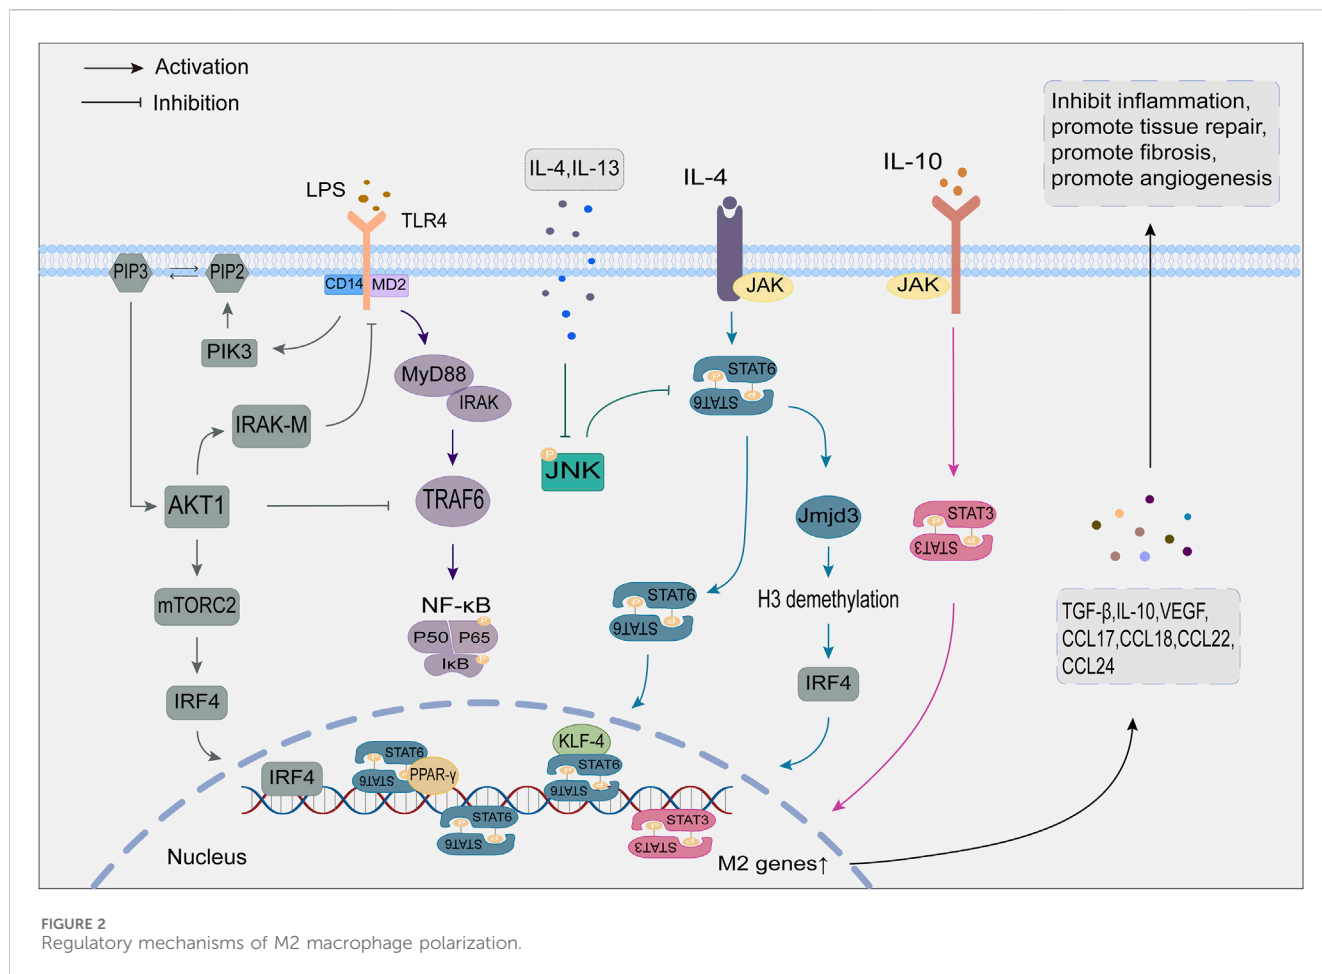 Activation
Inhibition
Inhibit inflammation,
promote tissue repair,
promote fibrosis,
promote angiogenesis
LPS
TLR4
IL-4,IL-13
IL-4
IL-10
PIP3
PIP2
CD14
MD2
JAK
JAK
PIK3
MyD88
IRAK
STAT6
P
P
STAT6
IRAK-M
P
JNK
AKT1
TRAF6
Jmjd3
STAT3
P
P
STAT3
mTORC2
NF-κB
P
P50
P65
IκB
P
STAT6
P
P
STAT6
H3 demethylation
TGF-β,IL-10,VEGF,
CCL17,CCL18,CCL22,
CCL24
IRF4
IRF4
IRF4
STAT6
P
P
STAT6
PPAR-γ
STAT6
P
P
STAT6
KLF-4
STAT6
P
P
STAT6
STAT3
P
P
STAT3
Nucleus
M2 genes↑
FIGURE 2
Regulatory mechanisms of M2 macrophage polarization.